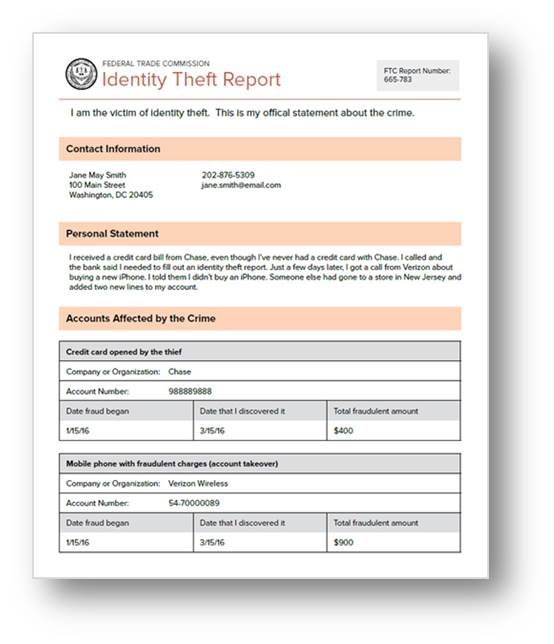 FEDERAL TRADE COMMISSION
Identity Theft Report
FTC Report Number:
665-783
I am the victim of identity theft. This is my offical statement about the crime.
Contact Information
Jane May Smith 202-876-5309
100 Main Street jane.smith@email.com
Washington, DC 20405
Personal Statement
I received a credit card bill from Chase, even though I've never had a credit card with Chase. I called and
the bank said I needed to fill out an identity theft report. Just a few days later, I got a call from Verizon about
buying a new iPhone. I told them I didn't buy an iPhone. Someone else had gone to a store in New Jersey and
added two new lines to my account.
Accounts Affected by the Crime
Credit card opened by the thief
Company or Organization: Chase
Account Number: 988889888
Date fraud began Date that I discovered it Total fraudulent amount
1/15/16 3/15/16 $400
Mobile phone with fraudulent charges (account takeover)
Company or Organization: Verizon Wireless
Account Number: 54-70000089
Date fraud began Date that I discovered it Total fraudulent amount
1/15/16 3/15/16 $900